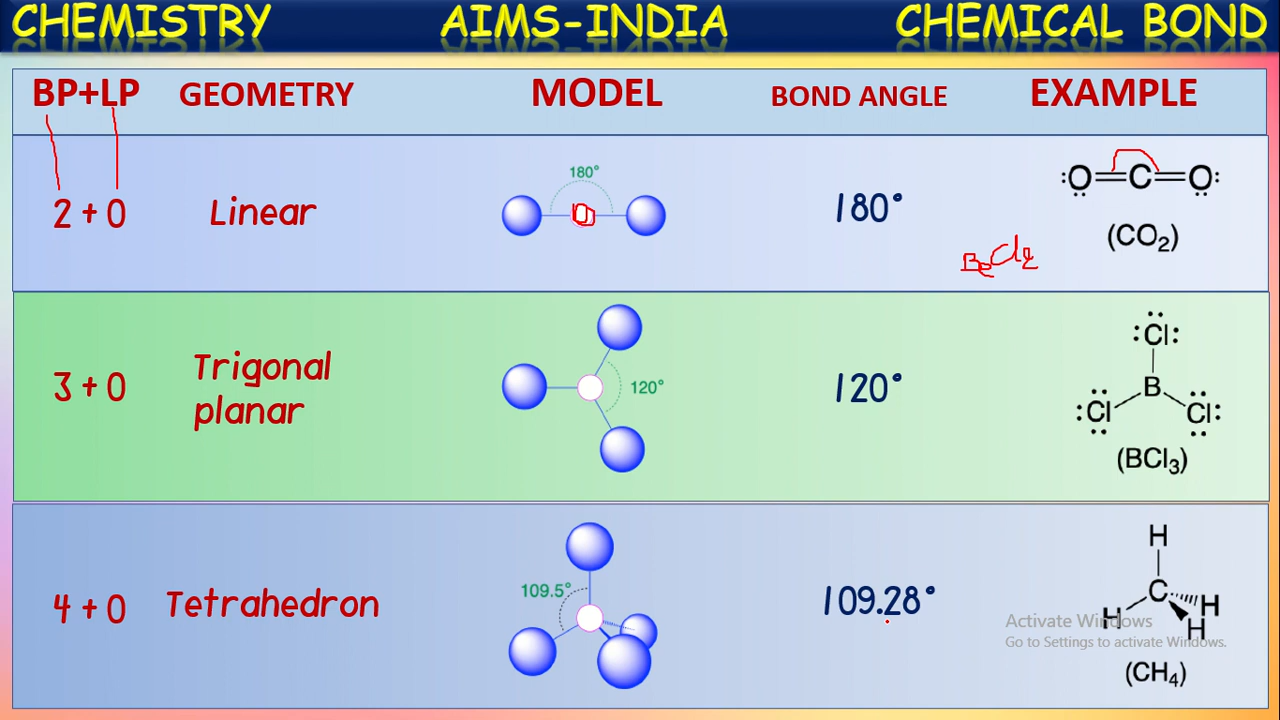 CHEMISTRY AIMS-INDIA CHEMICAL BOND
BP+LP GEOMETRY MODEL BOND ANGLE EXAMPLE
2 + 0 Linear 180° 180° :O=C=O:
(CO2)
BeCl2
3 + 0 Trigonal planar 120° 120° :Cl:
B
:Cl Cl:
(BCl3)
4 + 0 Tetrahedron 109.5° 109.28° H
C
H H
H
(CH4)
Activate Windows
Go to Settings to activate Windows.